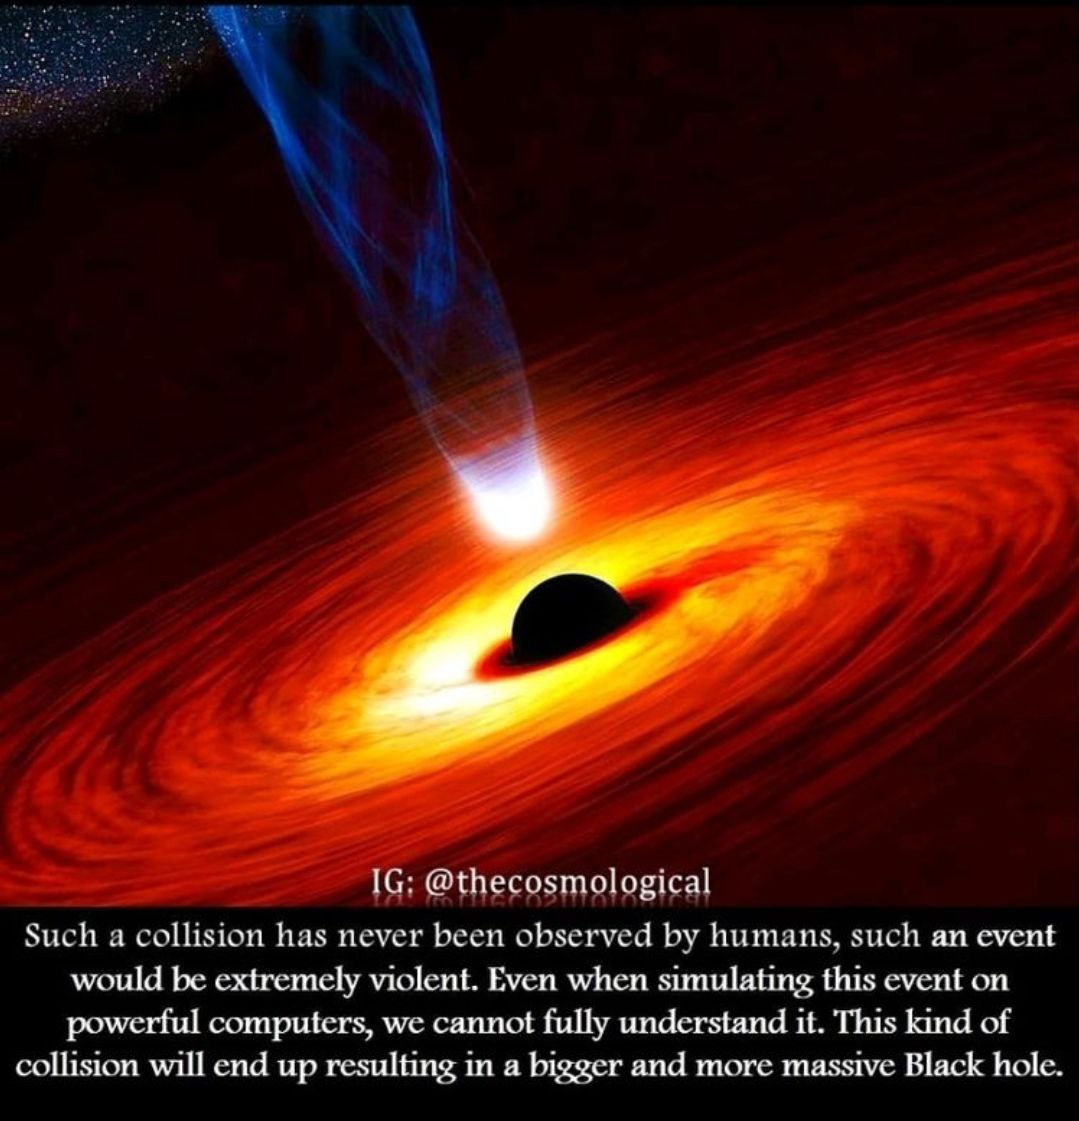 IG: @thecosmological
Such a collision has never been observed by humans, such an event
would be extremely violent. Even when simulating this event on
powerful computers, we cannot fully understand it. This kind of
collision will end up resulting in a bigger and more massive Black hole.